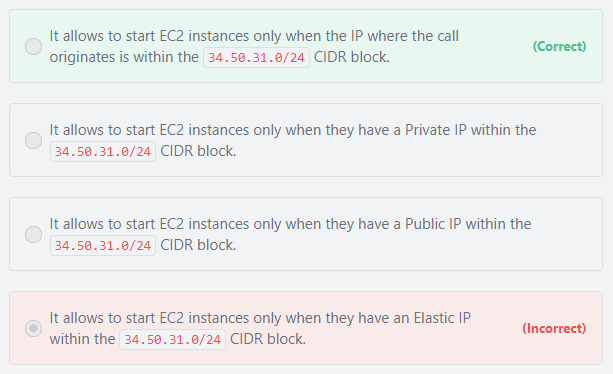 It allows to start EC2 instances only when the IP where the call
originates is within the 34.50.31.0/24 CIDR block.
(Correct)
It allows to start EC2 instances only when they have a Private IP within the
34.50.31.0/24 CIDR block.
It allows to start EC2 instances only when they have a Public IP within the
34.50.31.0/24 CIDR block.
It allows to start EC2 instances only when they have an Elastic IP
within the 34.50.31.0/24 CIDR block.
(Incorrect)